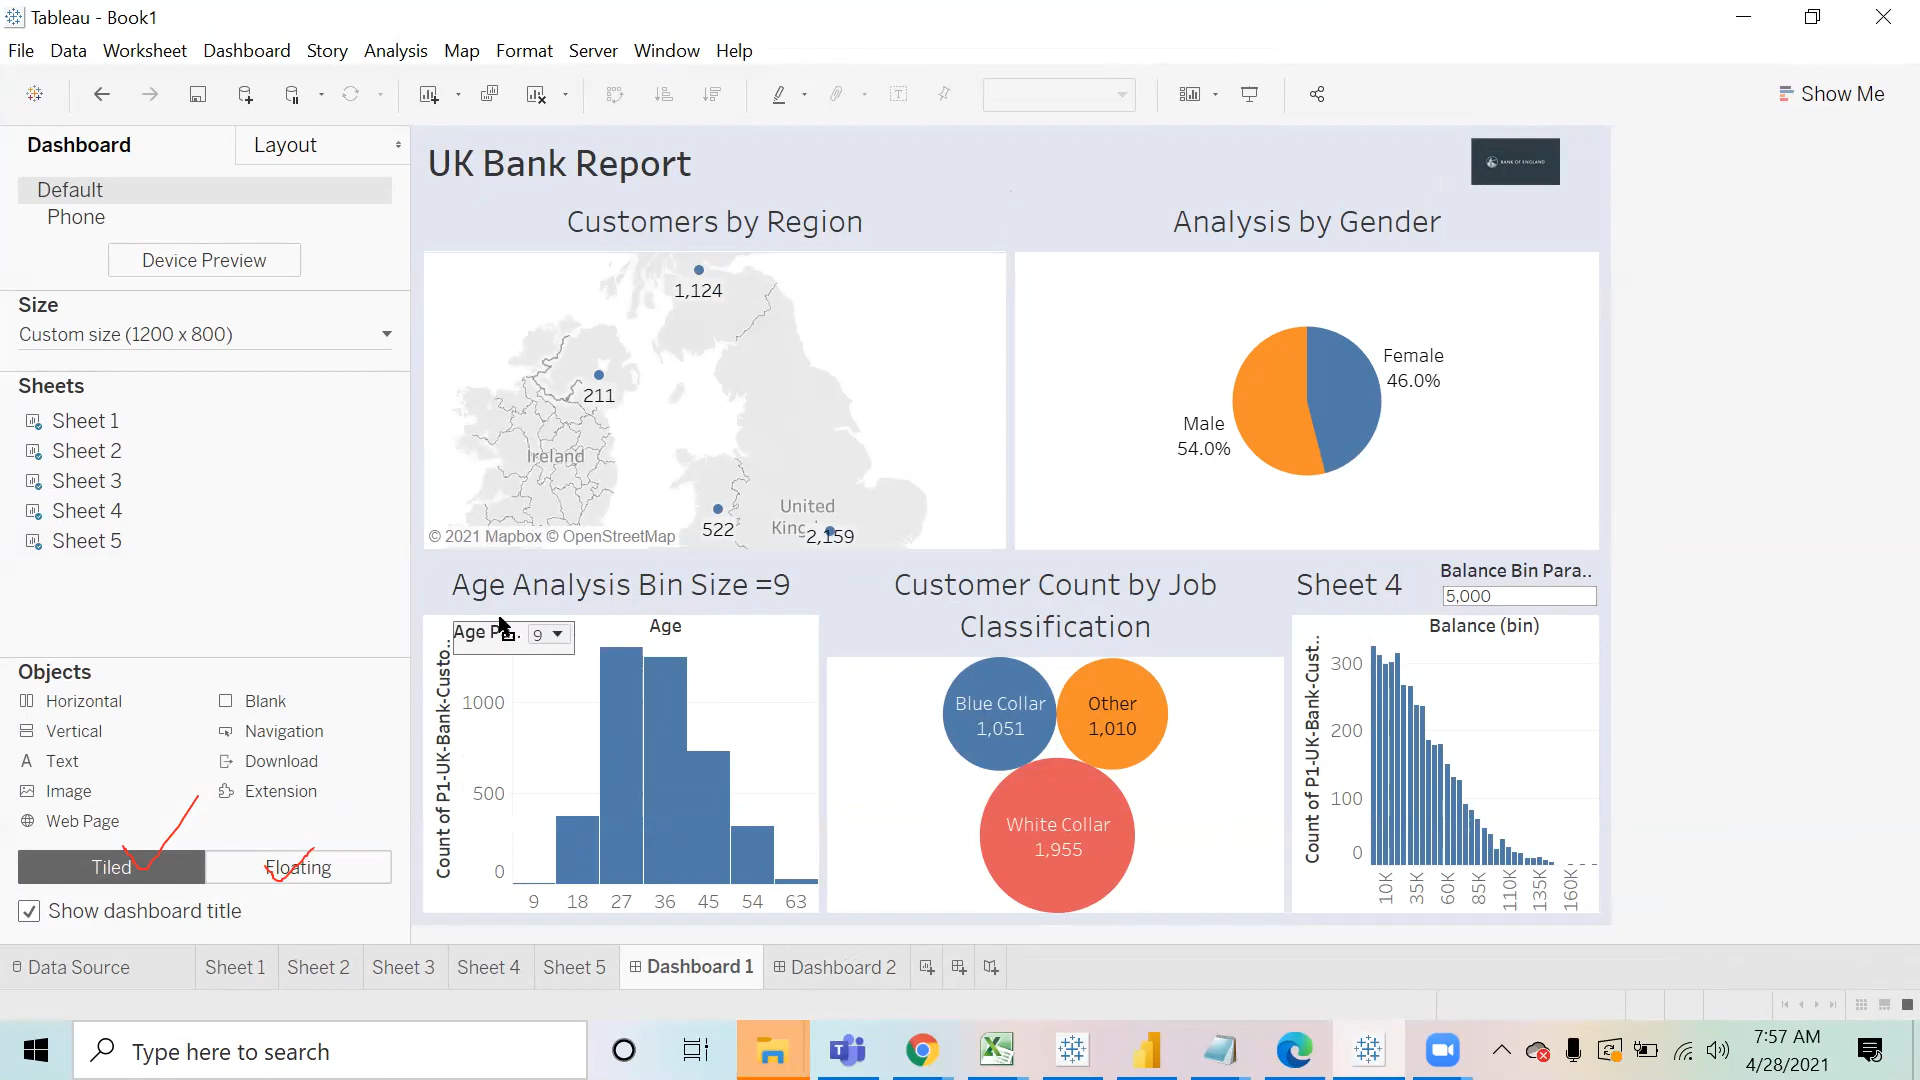 Tableau - Book1
File Data Worksheet Dashboard Story Analysis Map Format Server Window Help
Show Me
Dashboard Layout
Default
Phone
Device Preview
Size
Custom size (1200 x 800)
Sheets
Sheet 1
Sheet 2
Sheet 3
Sheet 4
Sheet 5
Objects
Horizontal Blank
Vertical Navigation
Text Download
Image Extension
Web Page
Tiled Floating
Show dashboard title
UK Bank Report
BANK OF ENGLAND
Customers by Region
1,124
211
Ireland
United
522
2,159
© 2021 Mapbox © OpenStreetMap
Analysis by Gender
Female
46.0%
Male
54.0%
Age Analysis Bin Size =9
Age P
9
Age
Count of P1-UK-Bank-Custo..
1000
500
0
9 18 27 36 45 54 63
Customer Count by Job
Classification
Blue Collar
1,051
Other
1,010
White Collar
1,955
Sheet 4
Balance Bin Para..
5,000
Balance (bin)
Count of P1-UK-Bank-Cust..
300
200
100
0
10K 35K 60K 85K 110K 135K 160K
Data Source Sheet 1 Sheet 2 Sheet 3 Sheet 4 Sheet 5 Dashboard 1 Dashboard 2
Type here to search
7:57 AM
4/28/2021